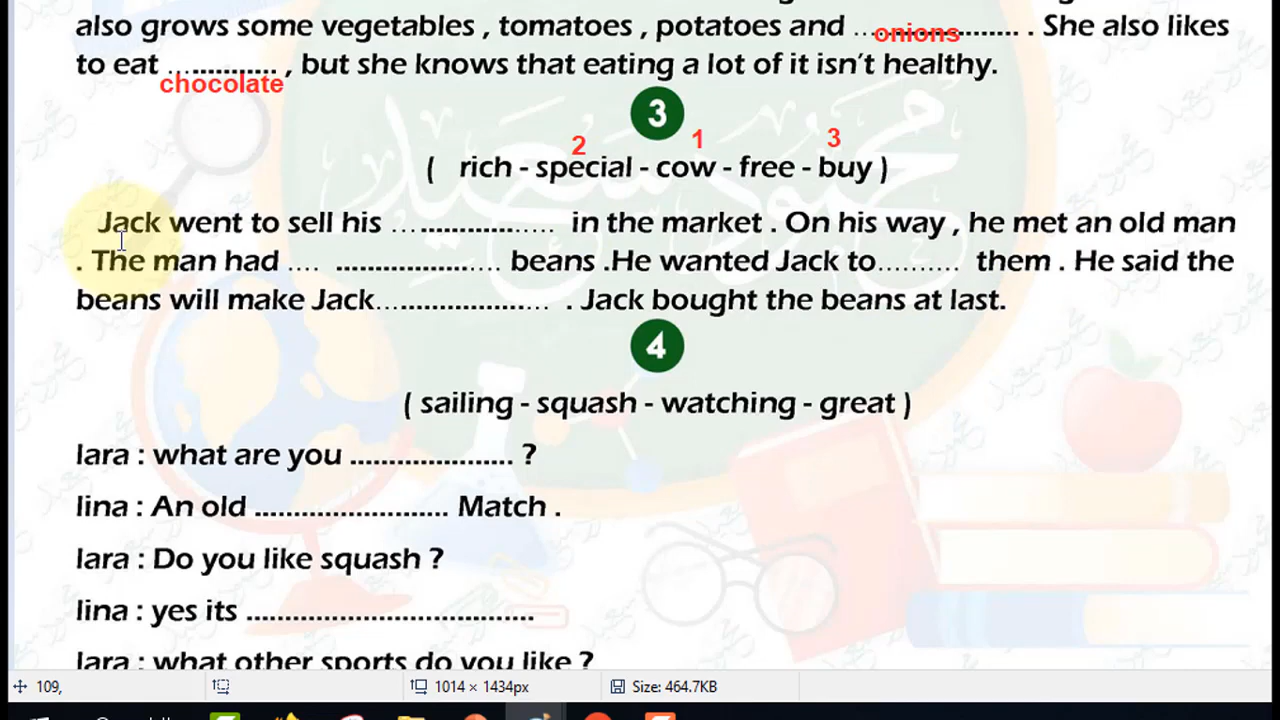 also grows some vegetables , tomatoes , potatoes and ...onions............ . She also likes
to eat ............... , but she knows that eating a lot of it isn't healthy.
chocolate
3
2 1 3
( rich - special - cow - free - buy )
Jack went to sell his ...................... in the market . On his way , he met an old man
. The man had .... ...................... beans .He wanted Jack to.......... them . He said the
beans will make Jack......................... . Jack bought the beans at last.
4
( sailing - squash - watching - great )
lara : what are you ...................... ?
lina : An old .......................... Match .
lara : Do you like squash ?
lina : yes its .......................................
lara : what other sports do you like ?
109,
1014 × 1434px
Size: 464.7KB
محمود سعيد